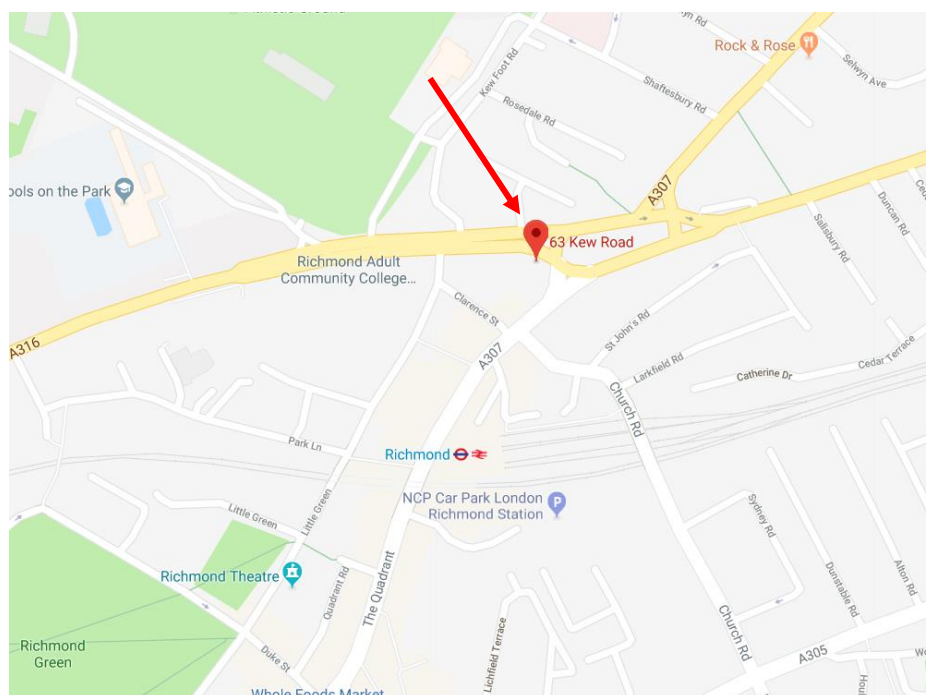 Kew Foot Rd
Rock & Rose
Selwyn Ave
Shaftesbury Rd
Rosedale Rd
ools on the Park
A307
Salisbury Rd
Duncan Rd
63 Kew Road
Richmond Adult
Community College...
Clarence St
St John's Rd
A316
A307
Larkfield Rd
Cedar Terrace
Catherine Dr
Church Rd
Park Ln
Richmond
NCP Car Park London
Richmond Station
P
Little Green
Little Green
Sydney Rd
Richmond Theatre
Quadrant Rd
The Quadrant
Dunstable Rd
Alton Rd
Lichfield Terrace
Church Rd
Richmond
Green
Duke St
A305
Whole Foods Market